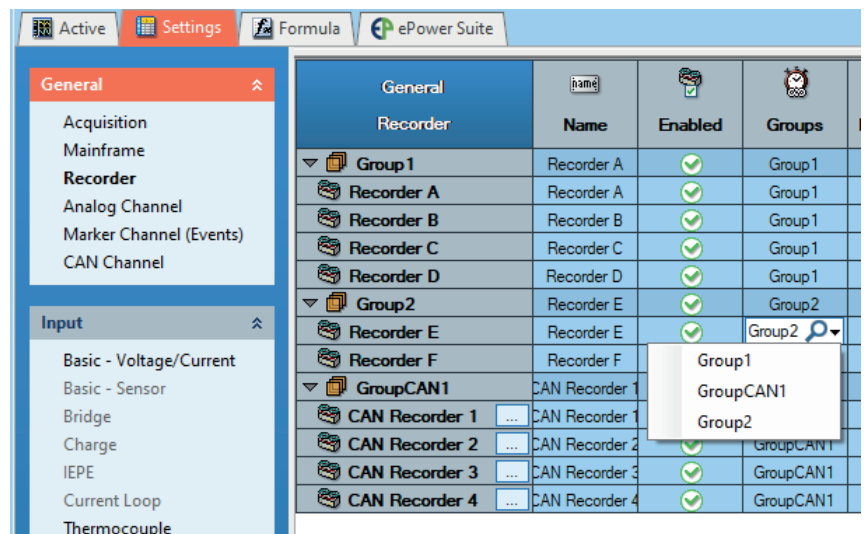 Active Settings Formula ePower Suite
General
Acquisition
Mainframe
Recorder
Analog Channel
Marker Channel (Events)
CAN Channel
Input
Basic - Voltage/Current
Basic - Sensor
Bridge
Charge
IEPE
Current Loop
Thermocouple
General
Recorder
name
Name Enabled Groups
Group1 Recorder A Group1
Recorder A Recorder A Group1
Recorder B Recorder B Group1
Recorder C Recorder C Group1
Recorder D Recorder D Group1
Group2 Recorder E Group2
Recorder E Recorder E Group2
Recorder F Recorder F
GroupCAN1 CAN Recorder 1
CAN Recorder 1 ... CAN Recorder 1
CAN Recorder 2 ... CAN Recorder 2 GroupCAN1
CAN Recorder 3 ... CAN Recorder 3 GroupCAN1
CAN Recorder 4 ... CAN Recorder 4 GroupCAN1
Group1
GroupCAN1
Group2